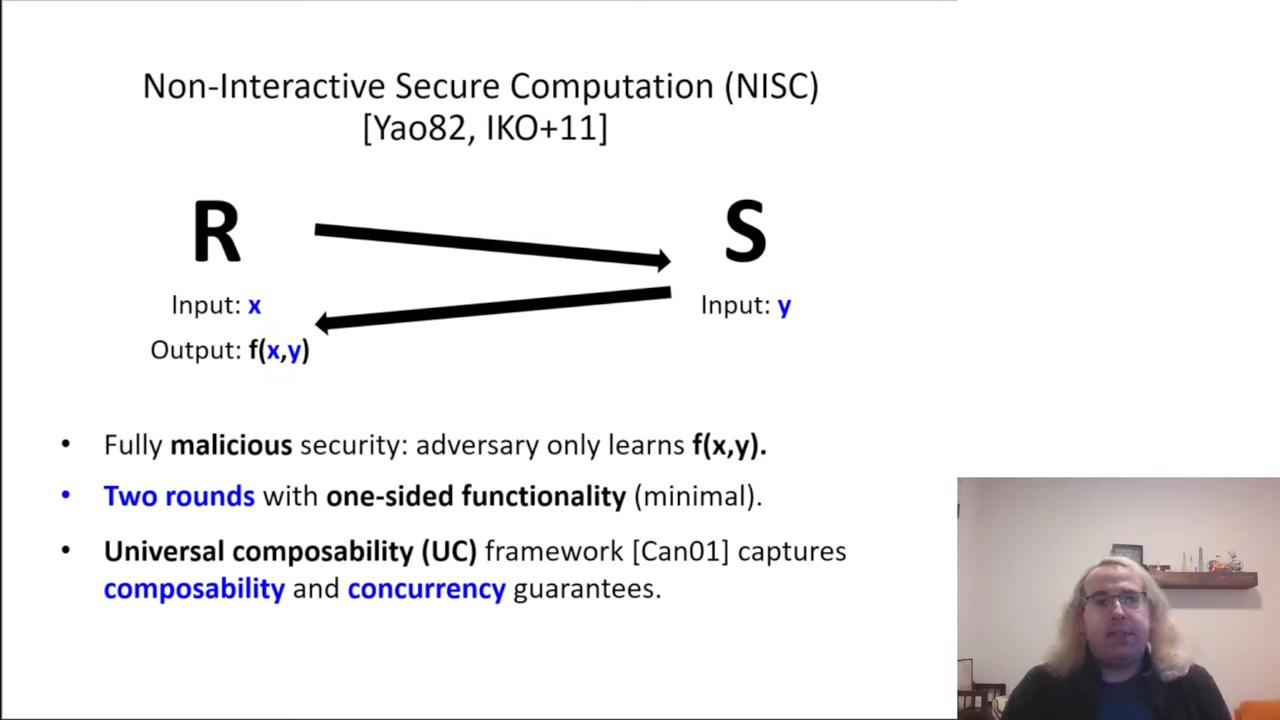 Non-Interactive Secure Computation (NISC)
[Yao82, IKO+11]
R
S
Input: x
Input: y
Output: f(x,y)
• Fully malicious security: adversary only learns f(x,y).
• Two rounds with one-sided functionality (minimal).
• Universal composability (UC) framework [Can01] captures
composability and concurrency guarantees.